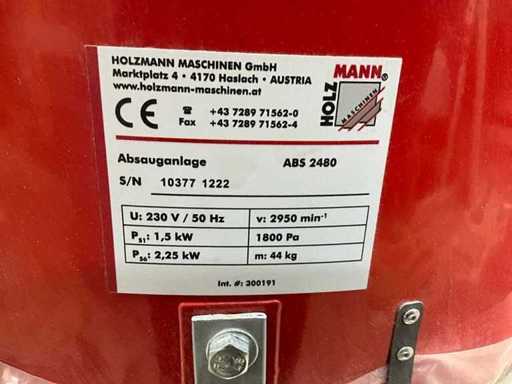 HOLZMANN MASCHINEN GmbH
Marktplatz 4 • 4170 Haslach • AUSTRIA
www.holzmann-maschinen.at
HOLZ
MANN®
MASCHINEN
CE
☎ +43 7289 71562-0
Fax +43 7289 71562-4
Absauganlage ABS 2480
S/N 10377 1222
U: 230 V / 50 Hz v: 2950 min⁻¹
PS1: 1,5 kW 1800 Pa
PS6: 2,25 kW m: 44 kg
Int. #: 300191